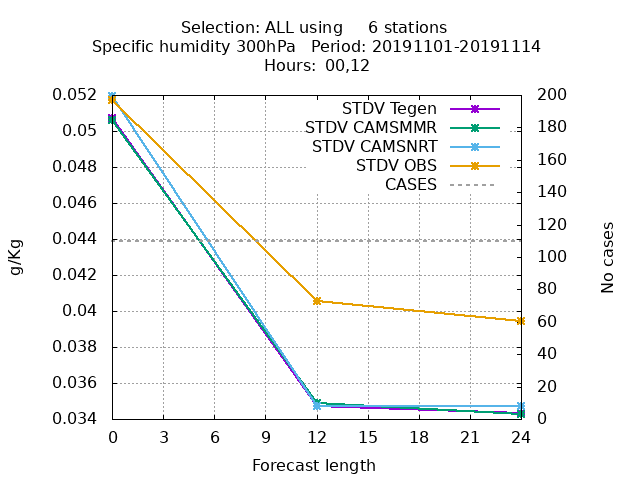 Selection: ALL using     6 stations
Specific humidity 300hPa   Period: 20191101-20191114
Hours: 00,12
STDV Tegen
STDV CAMSMMR
STDV CAMSNRT
STDV OBS
CASES
0.052
0.05
0.048
0.046
0.044
0.042
0.04
0.038
0.036
0.034
g/Kg
200
180
160
140
120
100
80
60
40
20
0
No cases
0 3 6 9 12 15 18 21 24
Forecast length